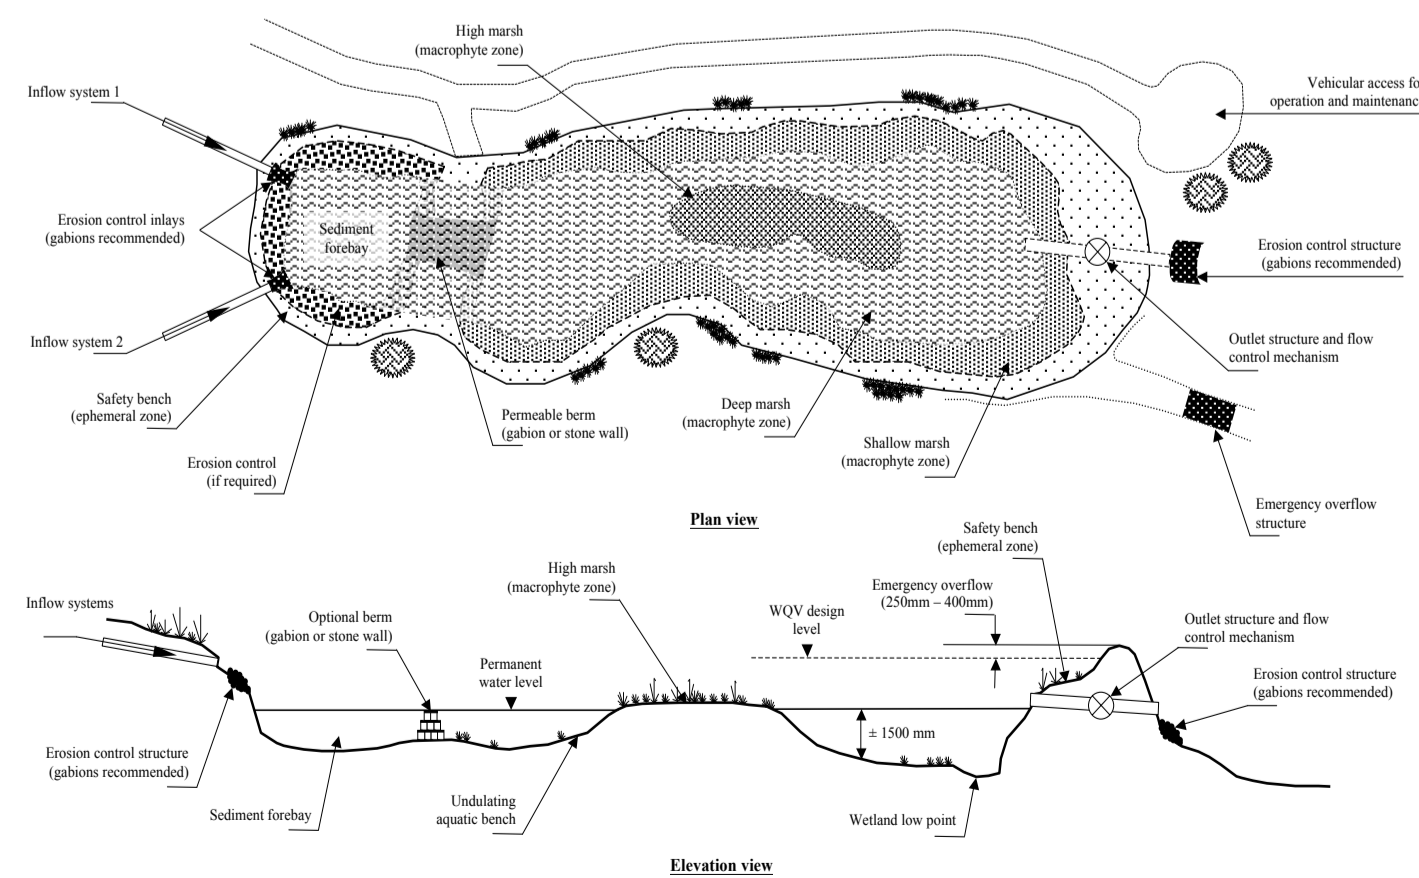 High marsh
(macrophyte zone)
Inflow system 1
Vehicular access fo
operation and maintenance
Erosion control inlays
(gabions recommended)
Sediment
forebay
Erosion control structure
(gabions recommended)
Inflow system 2
Outlet structure and flow
control mechanism
Safety bench
(ephemeral zone)
Permeable berm
(gabion or stone wall)
Deep marsh
(macrophyte zone)
Shallow marsh
(macrophyte zone)
Erosion control
(if required)
Emergency overflow
structure
Plan view
Safety bench
(ephemeral zone)
High marsh
(macrophyte zone)
Emergency overflow
(250mm – 400mm)
Inflow systems
Optional berm
(gabion or stone wall)
WQV design
level
Outlet structure and flow
control mechanism
Permanent
water level
Erosion control structure
(gabions recommended)
± 1500 mm
Erosion control structure
(gabions recommended)
Sediment forebay
Undulating
aquatic bench
Wetland low point
Elevation view